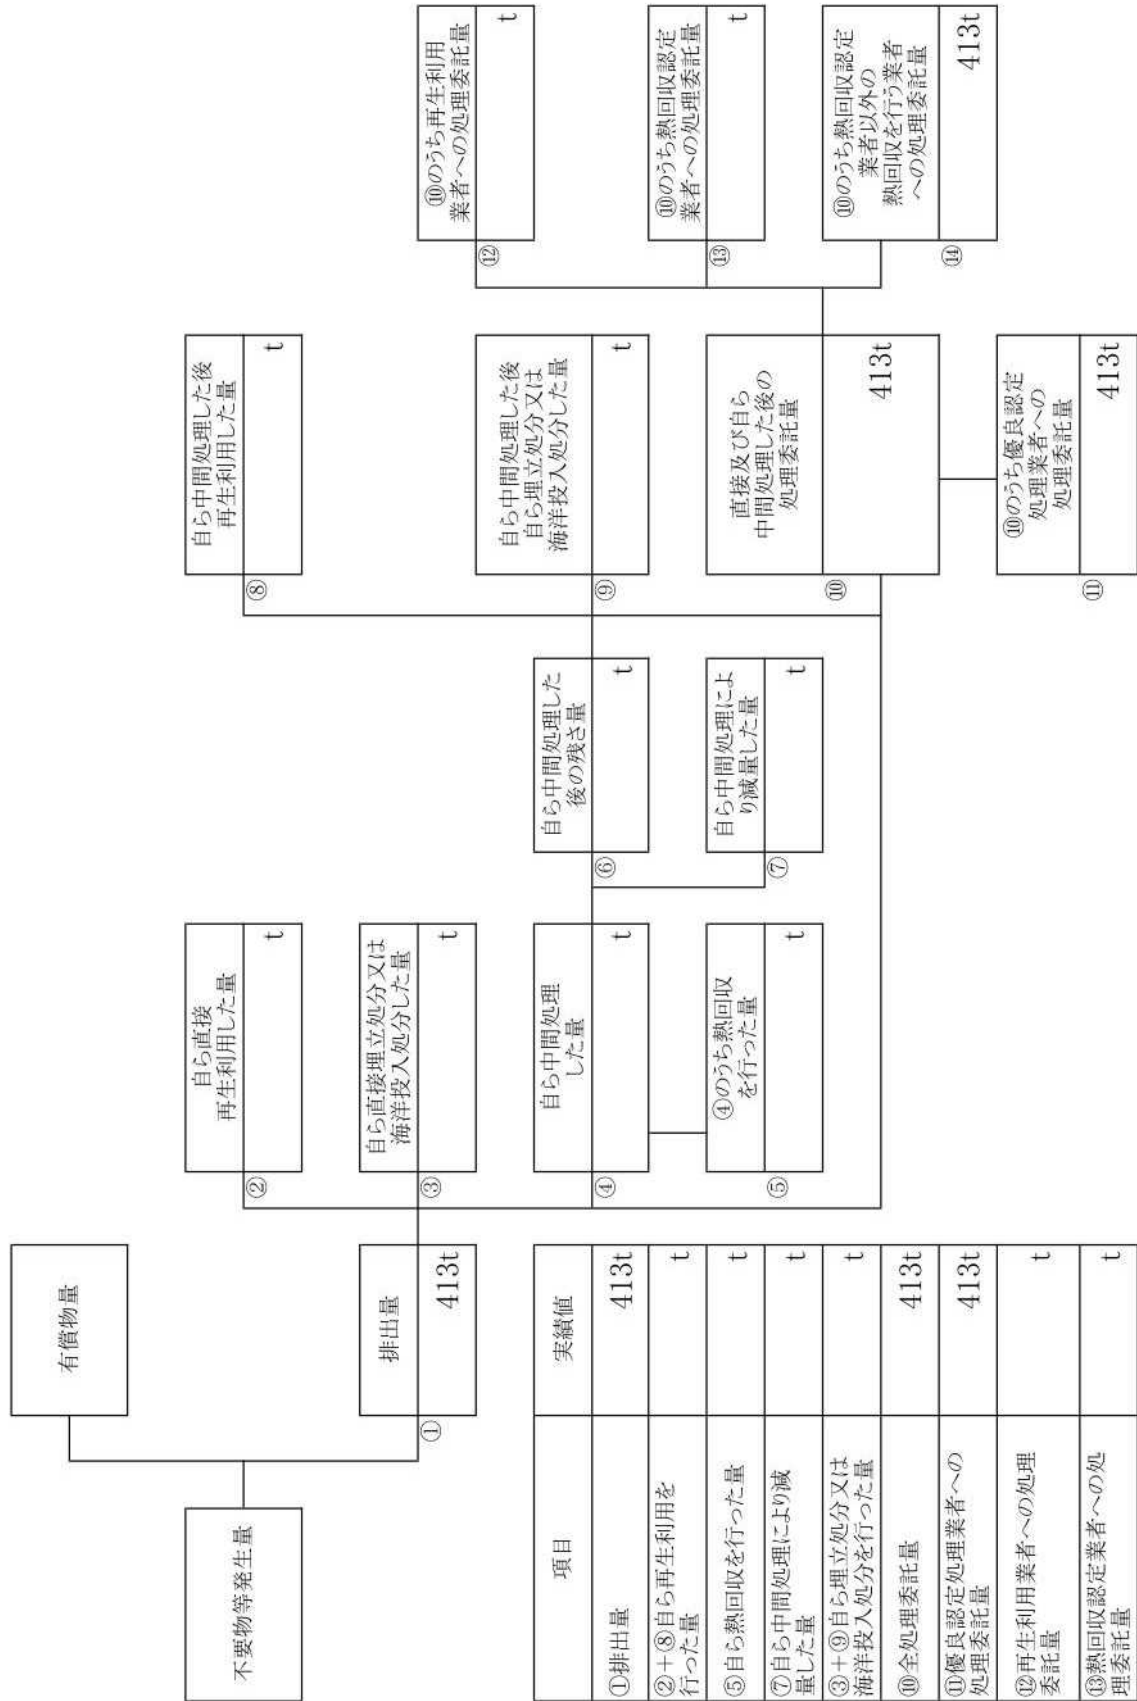 不要物等発生量
有償物量
排出量
①
413t
自ら直接
再生利用した量
②
t
自ら直接埋立処分又は
海洋投入処分した量
③
t
自ら中間処理
した量
④
t
④のうち熱回収
を行った量
⑤
t
自ら中間処理した
後の残さ量
⑥
t
自ら中間処理によ
り減量した量
⑦
t
自ら中間処理した後
再生利用した量
⑧
t
自ら中間処理した後
自ら埋立処分又は
海洋投入処分した量
⑨
t
直接及び自ら
中間処理した後の
処理委託量
⑩
413t
⑩のうち優良認定
処理業者への
処理委託量
⑪
413t
⑩のうち再生利用
業者への処理委託量
⑫
t
⑩のうち熱回収認定
業者への処理委託量
⑬
t
⑩のうち熱回収認定
業者以外の
熱回収を行う業者
への処理委託量
⑭
413t
項目 実績値
①排出量 413t
②+⑧自ら再生利用を
行った量 t
⑤自ら熱回収を行った量 t
⑦自ら中間処理により減
量した量 t
③+⑨自ら埋立処分又は
海洋投入処分を行った量 t
⑩全処理委託量 413t
⑪優良認定処理業者への
処理委託量 413t
⑫再生利用業者への処理
委託量 t
⑬熱回収認定業者への処
理委託量 t